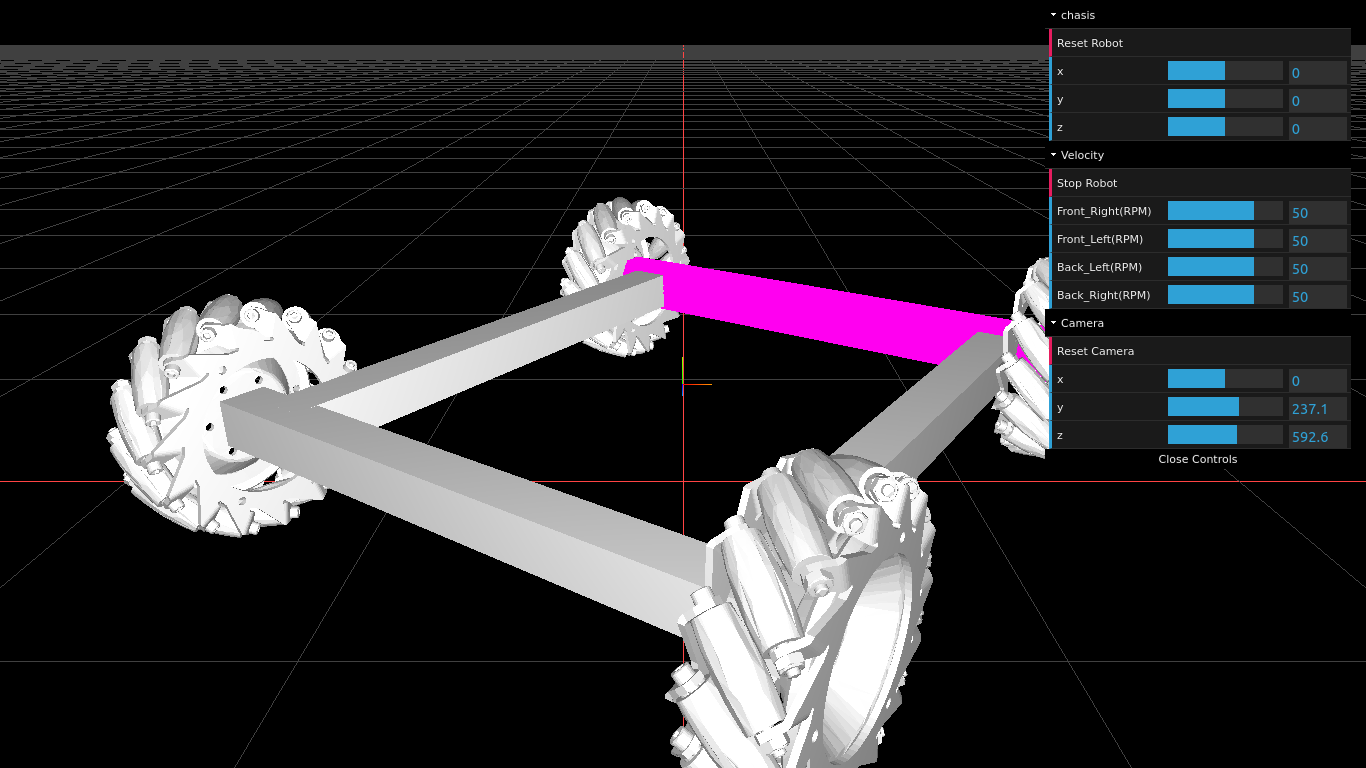 chasis
Reset Robot
x 0
y 0
z 0
Velocity
Stop Robot
Front_Right(RPM) 50
Front_Left(RPM) 50
Back_Left(RPM) 50
Back_Right(RPM) 50
Camera
Reset Camera
x 0
y 237.1
z 592.6
Close Controls